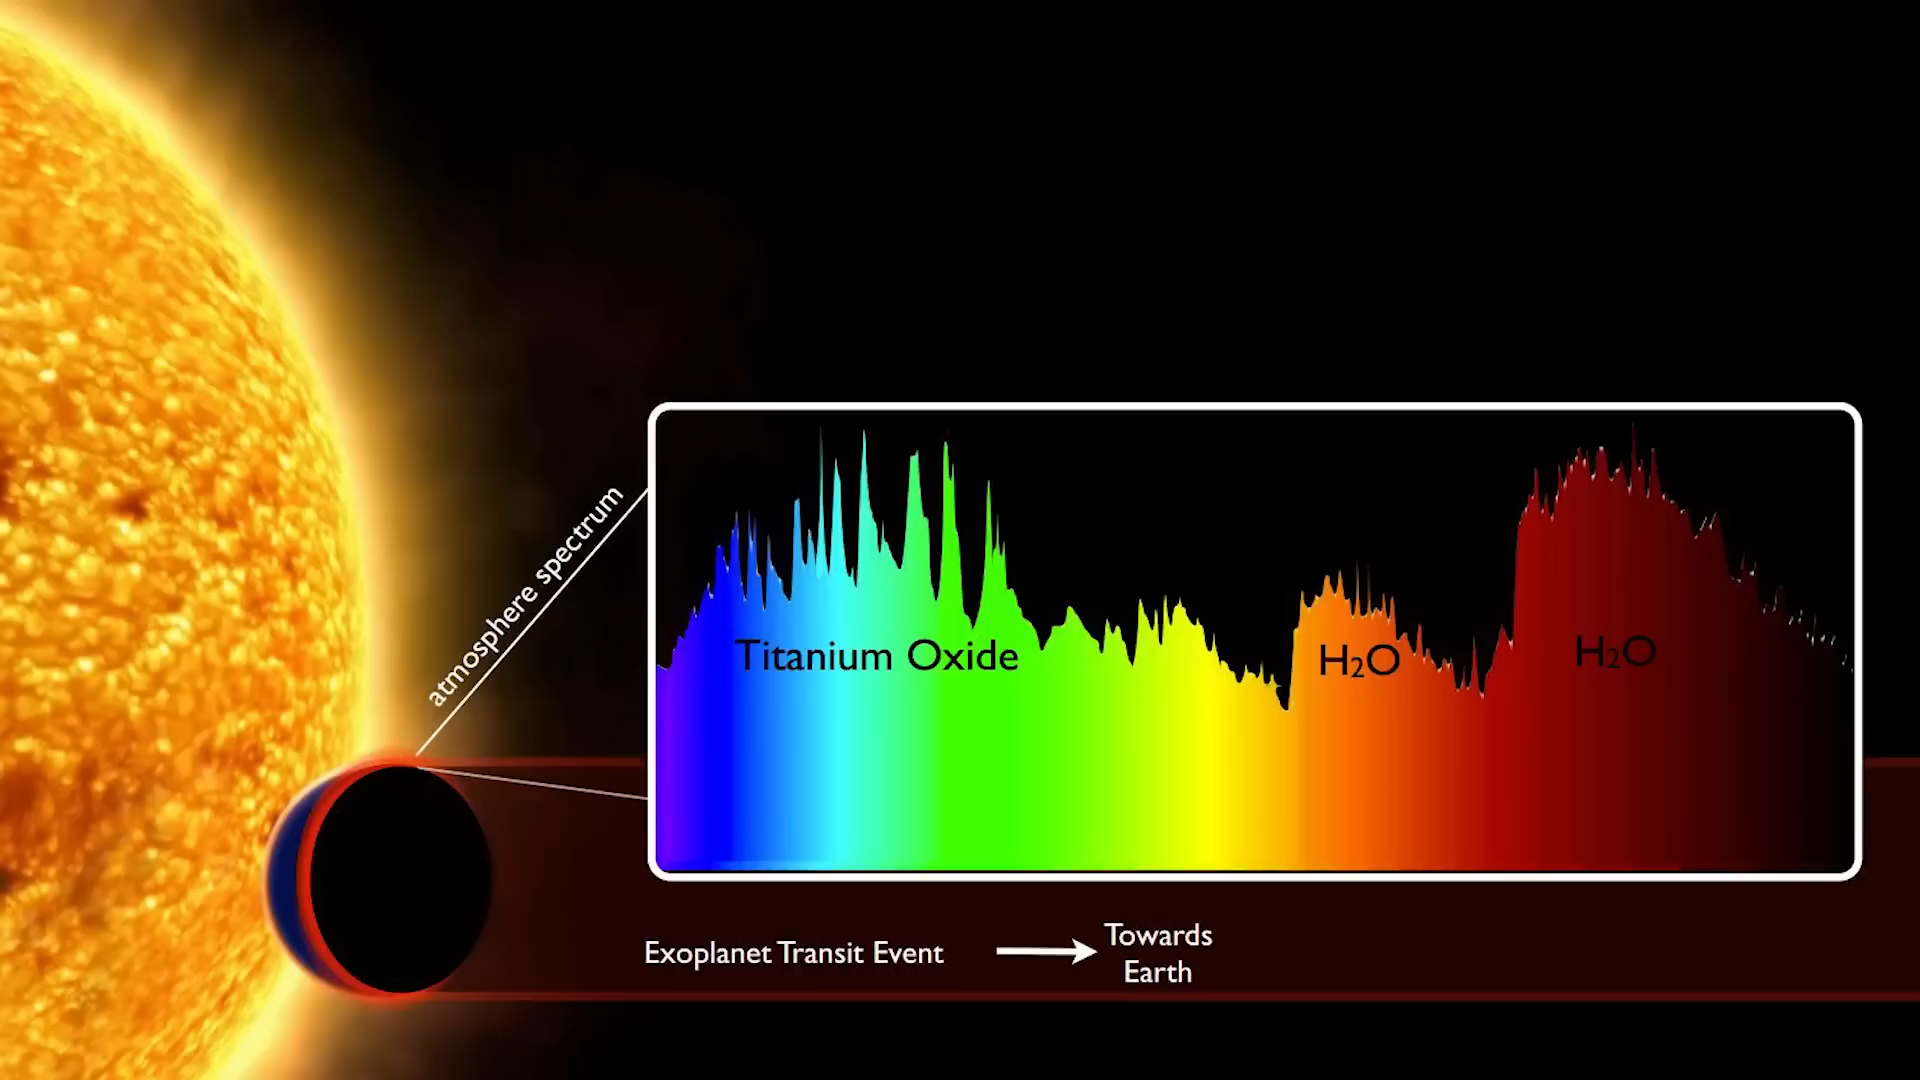 atmosphere spectrum
Titanium Oxide
H₂O
H₂O
Exoplanet Transit Event
Towards
Earth